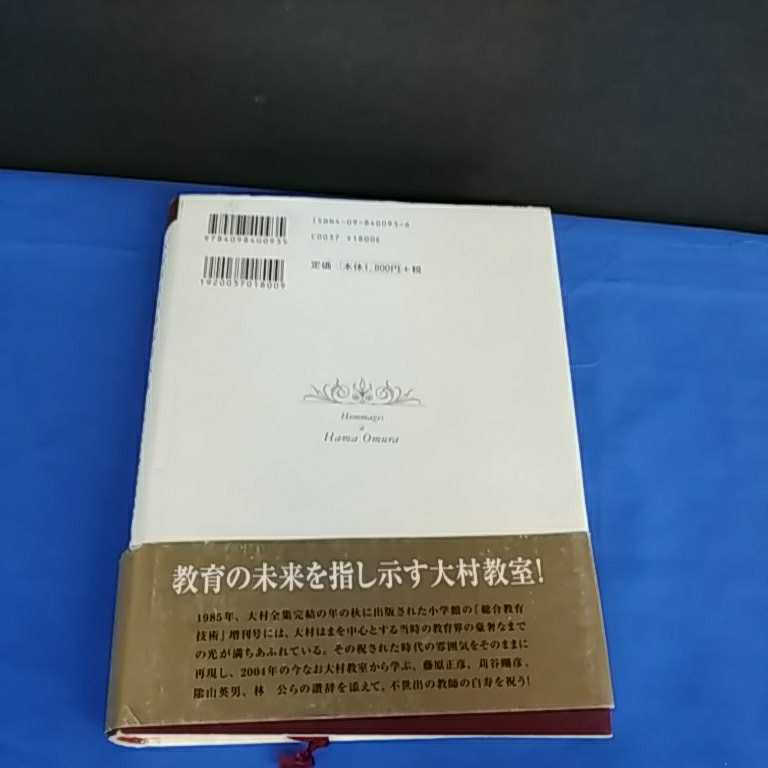 ISBN4-09-840093-6
C0037 ¥1800E
9784098400935
定価 [本体1,800円]+税
1920037018009
Hommages
à
Hama Omura
教育の未来を指し示す大村教室!
1985年、大村全集完結の年の秋に出版された小学館の「総合教育
技術」増刊号には、大村はまを中心とする当時の教育界の豪奢なまで
の光が満ちあふれている。その祝された時代の雰囲気をそのままに
再現し、2004年の今なお大村教室から学ぶ、藤原正彦、苅谷剛彦、
陰山英男、林 公らの讃辞を添えて、不世出の教師の白寿を祝う!